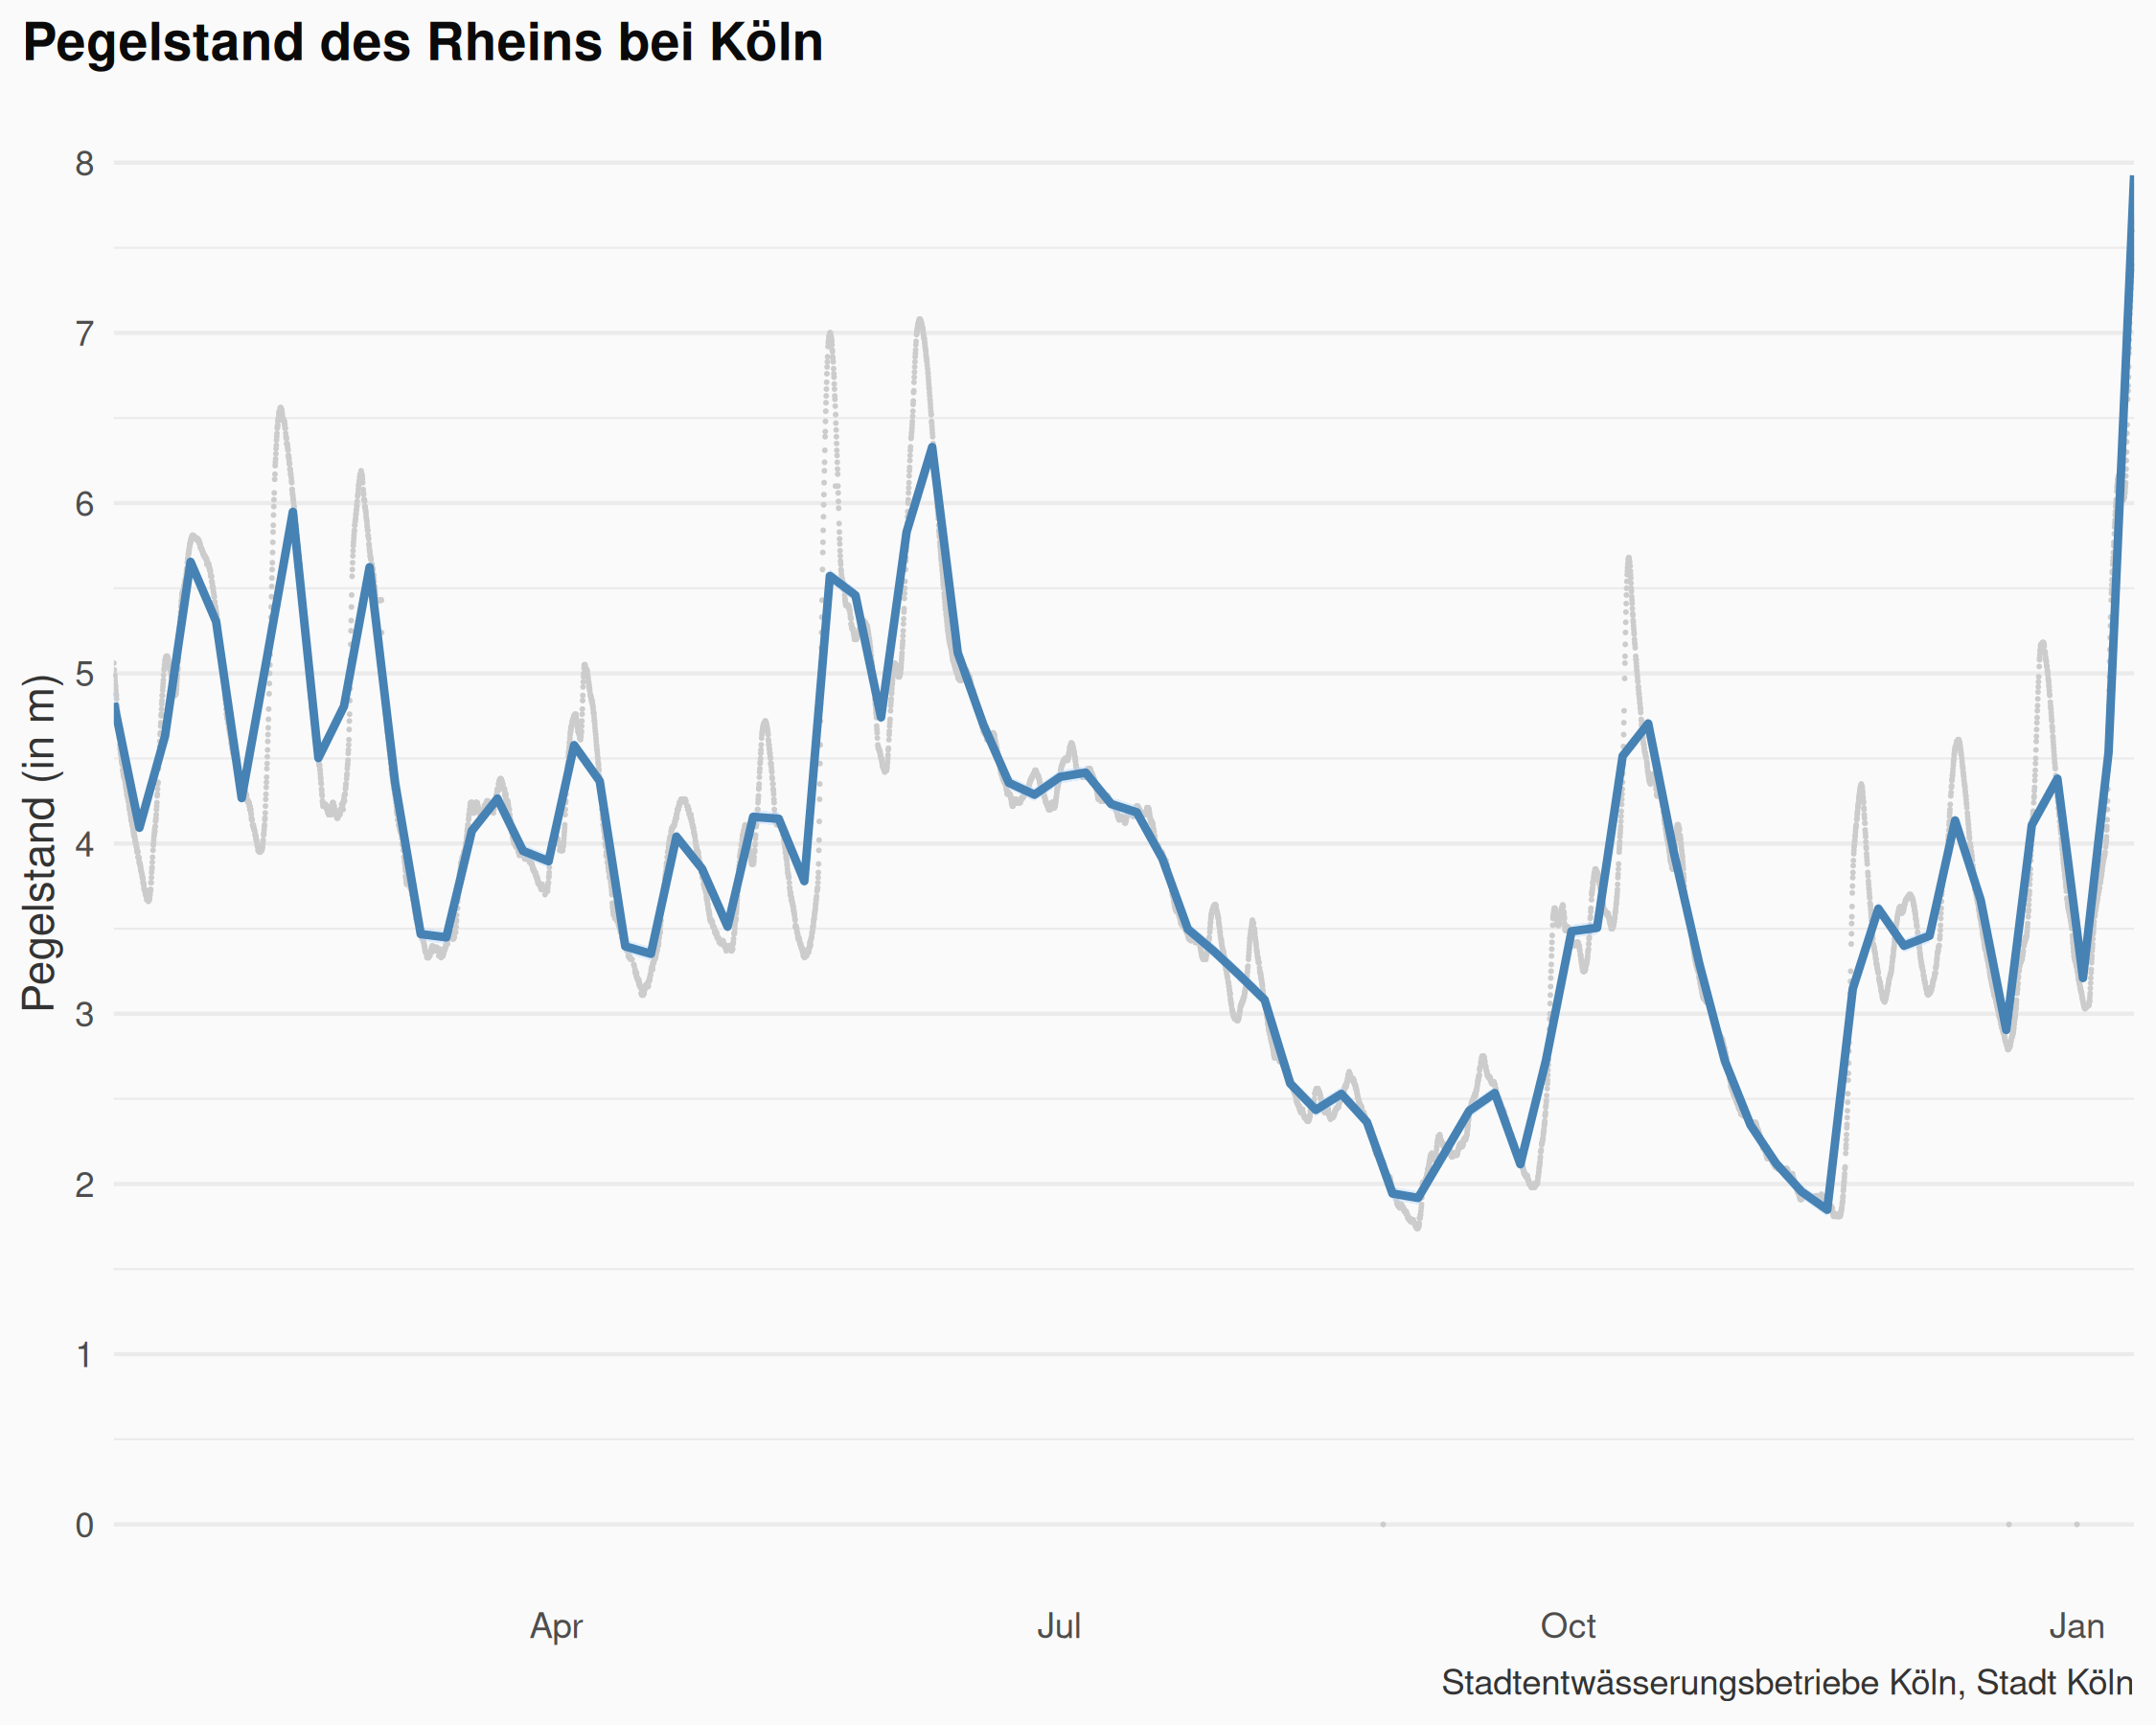 Pegelstand des Rheins bei Köln
Pegelstand (in m)
8
7
6
5
4
3
2
1
0
Apr Jul Oct Jan
Stadtentwässerungsbetriebe Köln, Stadt Köln